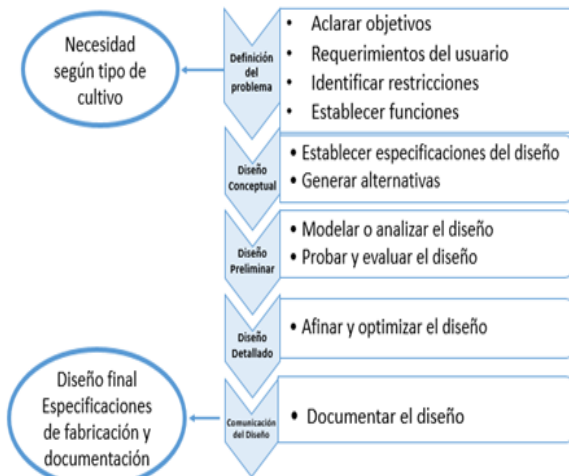 Necesidad
según tipo de
cultivo
Definición
del
problema
• Aclarar objetivos
• Requerimientos del usuario
• Identificar restricciones
• Establecer funciones
Diseño
Conceptual
• Establecer especificaciones del diseño
• Generar alternativas
Diseño
Preliminar
• Modelar o analizar el diseño
• Probar y evaluar el diseño
Diseño
Detallado
• Afinar y optimizar el diseño
Diseño final
Especificaciones
de fabricación y
documentación
Comunicación
del Diseño
• Documentar el diseño